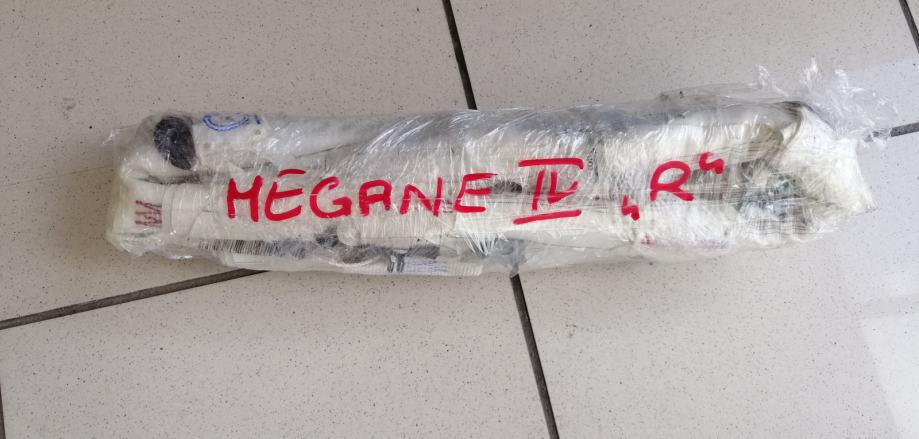 MEGANE IV „R“